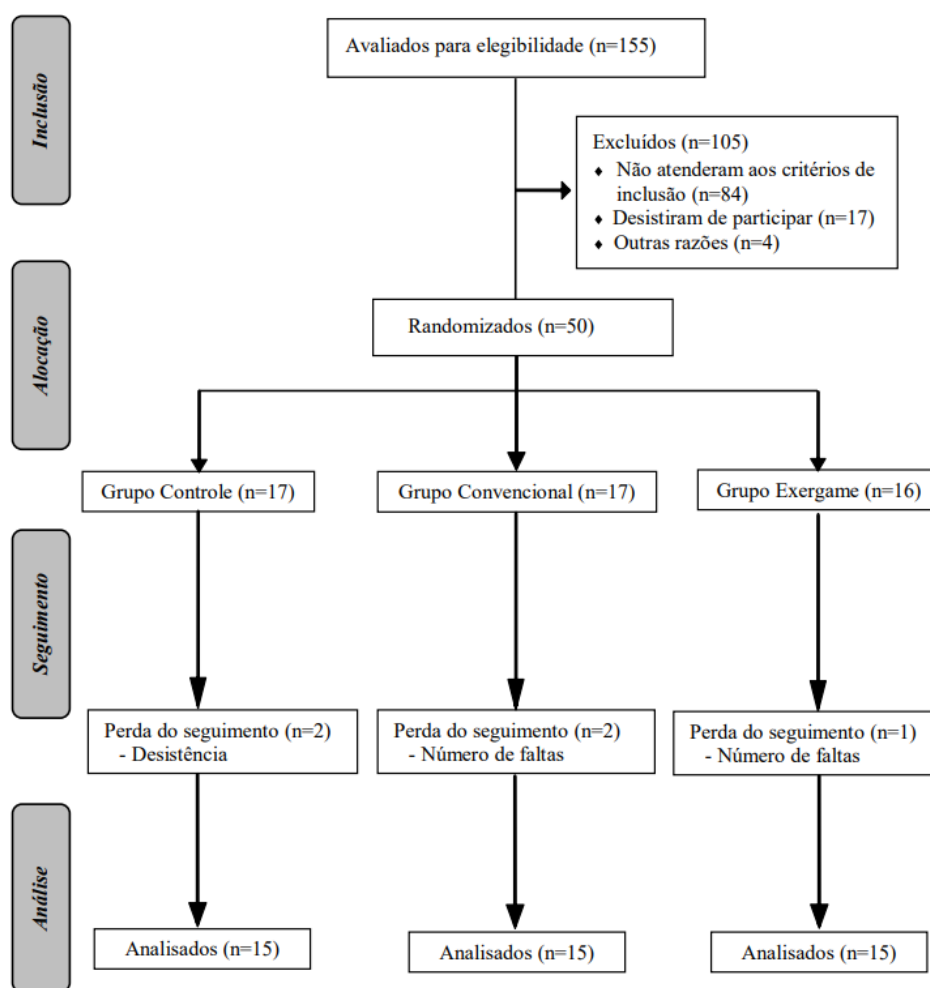 Inclusão
Avaliados para elegibilidade (n=155)
Excluídos (n=105)
♦ Não atenderam aos critérios de
inclusão (n=84)
♦ Desistiram de participar (n=17)
♦ Outras razões (n=4)
Alocação
Randomizados (n=50)
Grupo Controle (n=17)
Grupo Convencional (n=17)
Grupo Exergame (n=16)
Seguimento
Perda do seguimento (n=2)
- Desistência
Perda do seguimento (n=2)
- Número de faltas
Perda do seguimento (n=1)
- Número de faltas
Análise
Analisados (n=15)
Analisados (n=15)
Analisados (n=15)